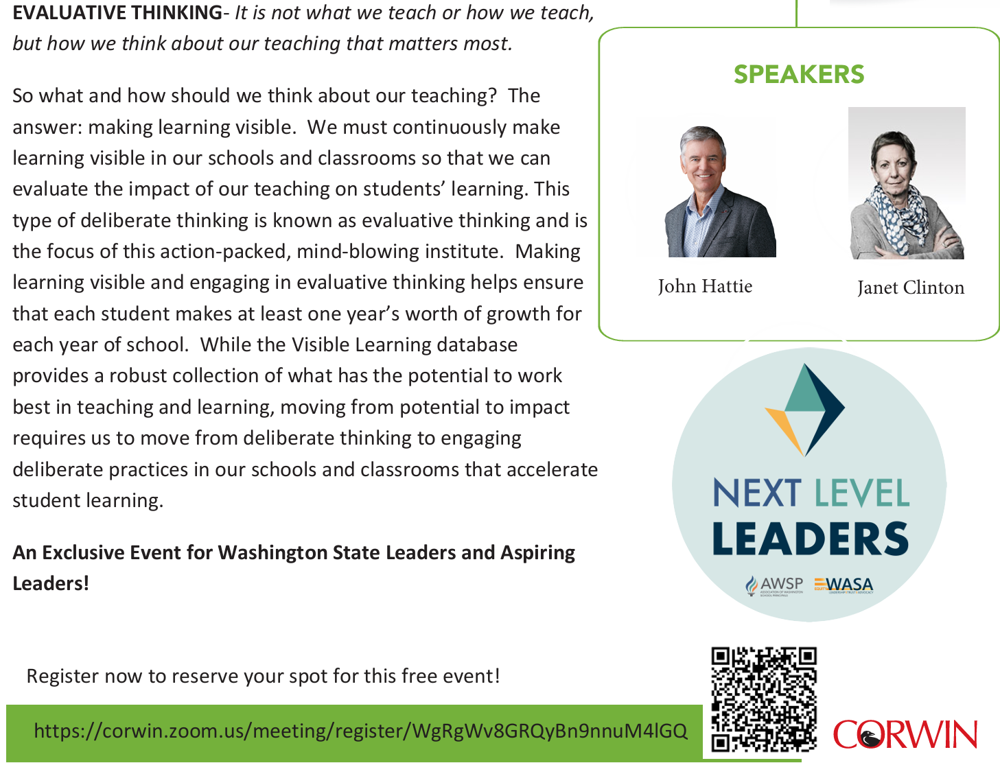 EVALUATIVE THINKING- It is not what we teach or how we teach,
but how we think about our teaching that matters most.
So what and how should we think about our teaching?  The
answer: making learning visible.  We must continuously make
learning visible in our schools and classrooms so that we can
evaluate the impact of our teaching on students’ learning. This
type of deliberate thinking is known as evaluative thinking and is
the focus of this action-packed, mind-blowing institute.  Making
learning visible and engaging in evaluative thinking helps ensure
that each student makes at least one year’s worth of growth for
each year of school.  While the Visible Learning database
provides a robust collection of what has the potential to work
best in teaching and learning, moving from potential to impact
requires us to move from deliberate thinking to engaging
deliberate practices in our schools and classrooms that accelerate
student learning.
An Exclusive Event for Washington State Leaders and Aspiring
Leaders!
Register now to reserve your spot for this free event!
https://corwin.zoom.us/meeting/register/WgRgWv8GRQyBn9nnuM4lGQ
SPEAKERS
John Hattie
Janet Clinton
NEXT LEVEL
LEADERS
AWSP
ASSOCIATION OF WASHINGTON
SCHOOL PRINCIPALS
EQUITY WASA
LEADERSHIP | TRUST | ADVOCACY
CORWIN